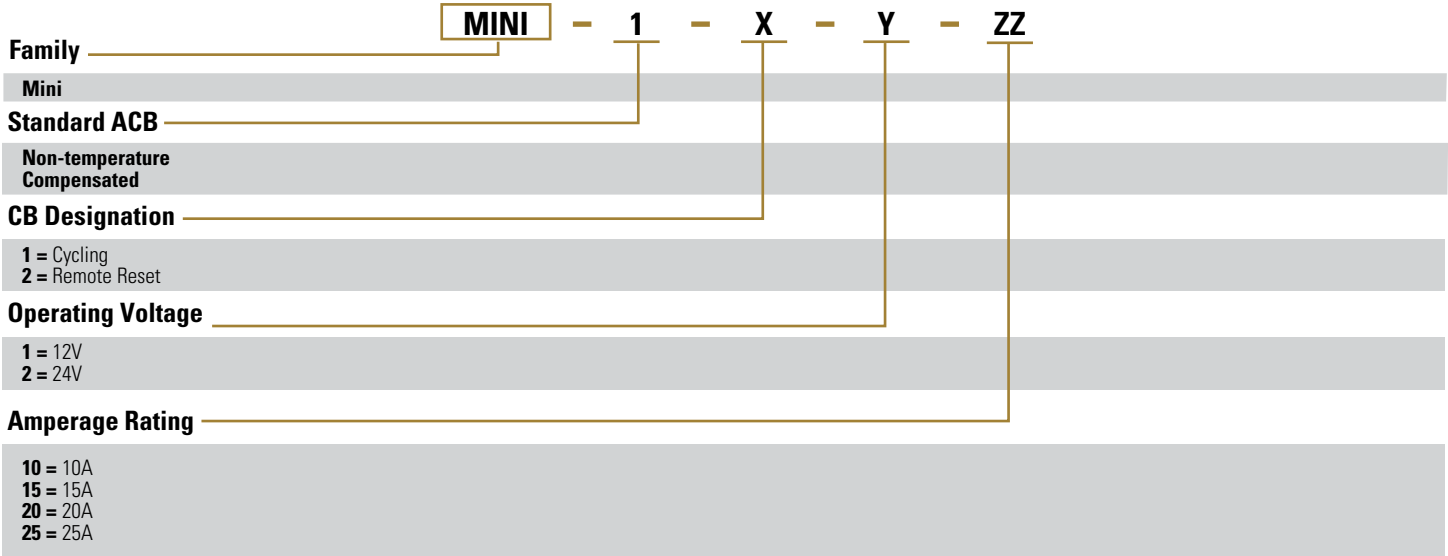 MINI - 1 - X - Y - ZZ
Family
Mini
Standard ACB
Non-temperature
Compensated
CB Designation
1 = Cycling
2 = Remote Reset
Operating Voltage
1 = 12V
2 = 24V
Amperage Rating
10 = 10A
15 = 15A
20 = 20A
25 = 25A